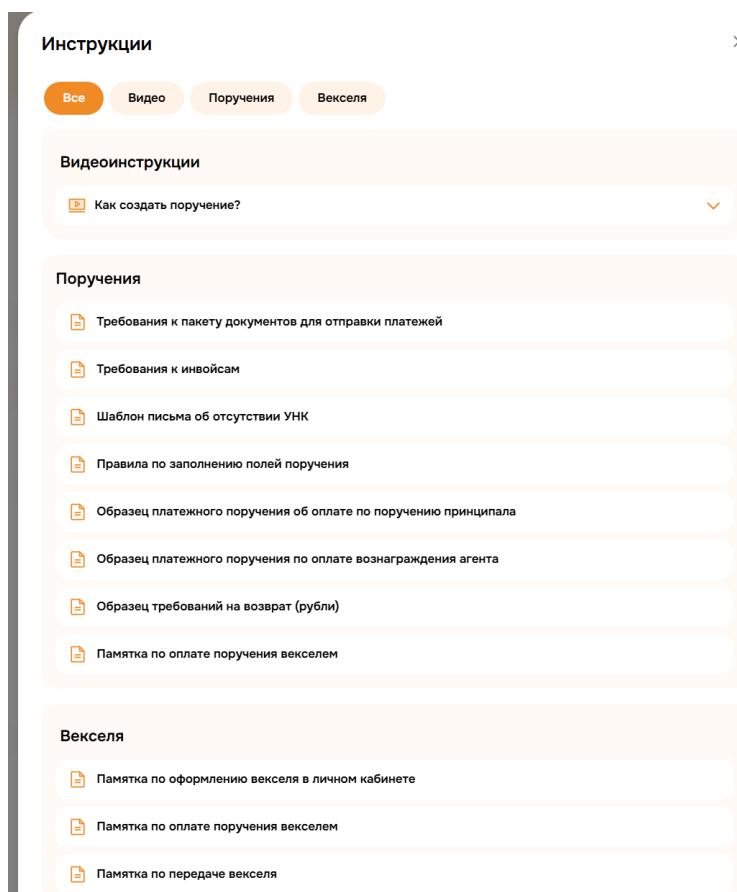 Инструкции
Все Видео Поручения Векселя
Видеоинструкции
Как создать поручение?
Поручения
Требования к пакету документов для отправки платежей
Требования к инвойсам
Шаблон письма об отсутствии УНК
Правила по заполнению полей поручения
Образец платежного поручения об оплате по поручению принципала
Образец платежного поручения по оплате вознаграждения агента
Образец требований на возврат (рубли)
Памятка по оплате поручения векселем
Векселя
Памятка по оформлению векселя в личном кабинете
Памятка по оплате поручения векселем
Памятка по передаче векселя